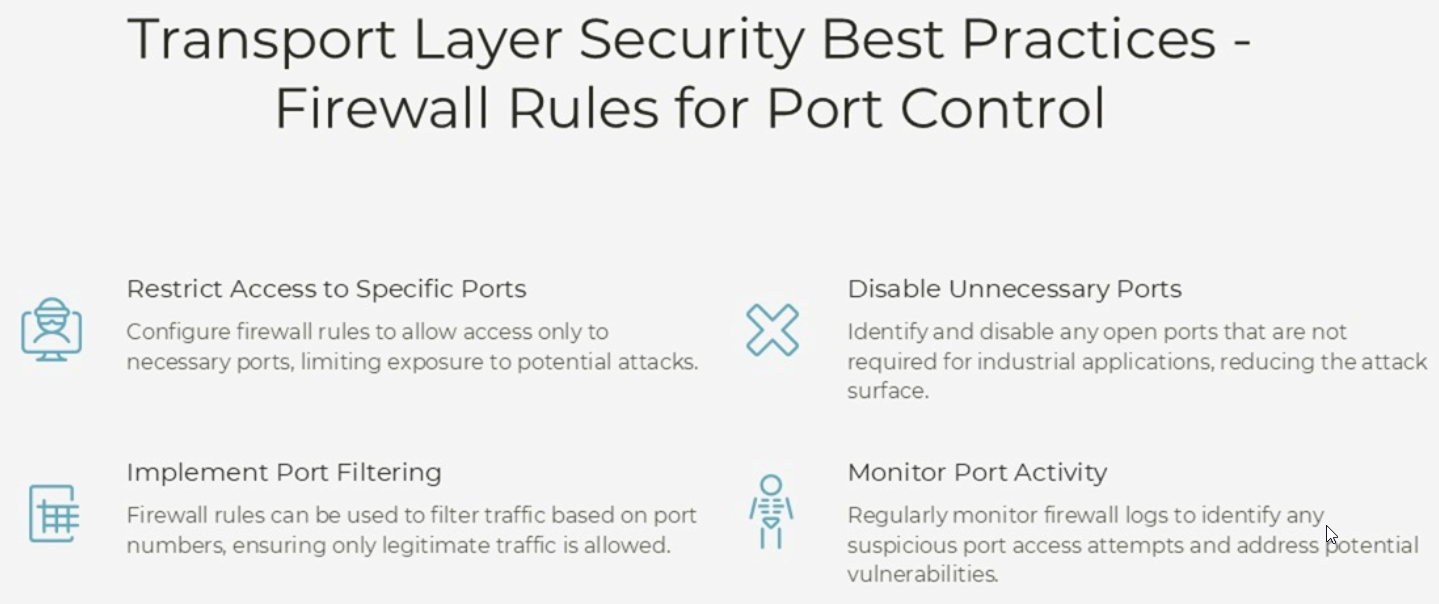 Transport Layer Security Best Practices -
Firewall Rules for Port Control
Restrict Access to Specific Ports
Configure firewall rules to allow access only to
necessary ports, limiting exposure to potential attacks.
Disable Unnecessary Ports
Identify and disable any open ports that are not
required for industrial applications, reducing the attack
surface.
Implement Port Filtering
Firewall rules can be used to filter traffic based on port
numbers, ensuring only legitimate traffic is allowed.
Monitor Port Activity
Regularly monitor firewall logs to identify any
suspicious port access attempts and address potential
vulnerabilities.